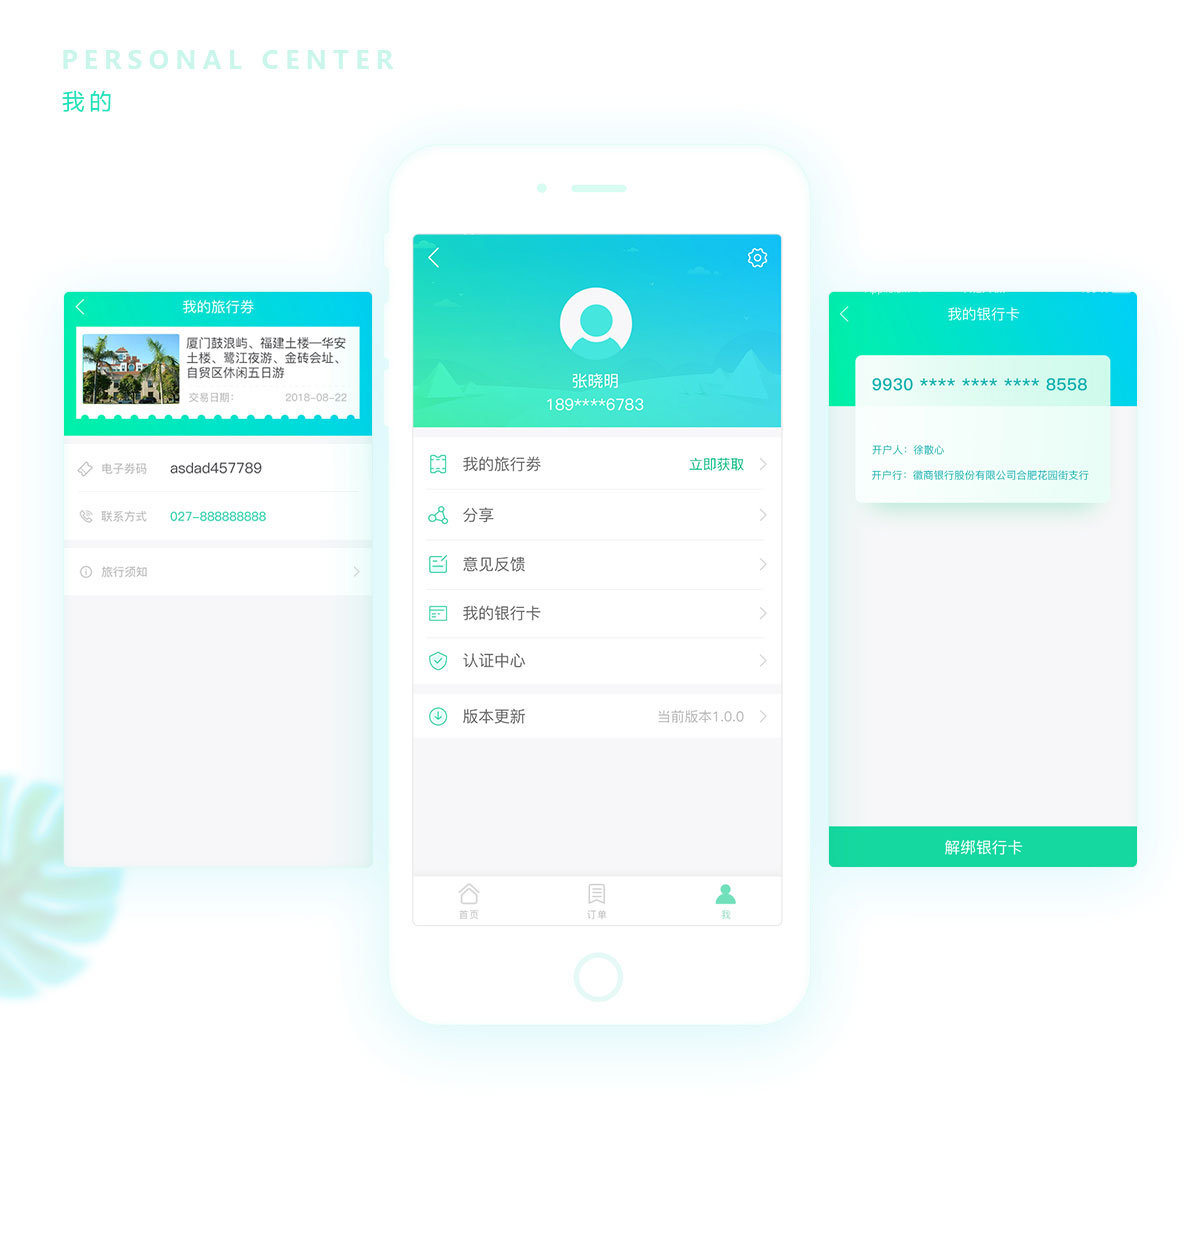 PERSONAL CENTER
我的
我的旅行券
厦门鼓浪屿、福建土楼—华安
土楼、鹭江夜游、金砖会址、
自贸区休闲五日游
交易日期： 2018-08-22
电子券码 asdad457789
联系方式 027-888888888
旅行须知
张晓明
189****6783
我的旅行券 立即获取
分享
意见反馈
我的银行卡
认证中心
版本更新 当前版本1.0.0
首页 订单 我
我的银行卡
9930 **** **** **** 8558
开户人：徐散心
开户行：徽商银行股份有限公司合肥花园街支行
解绑银行卡